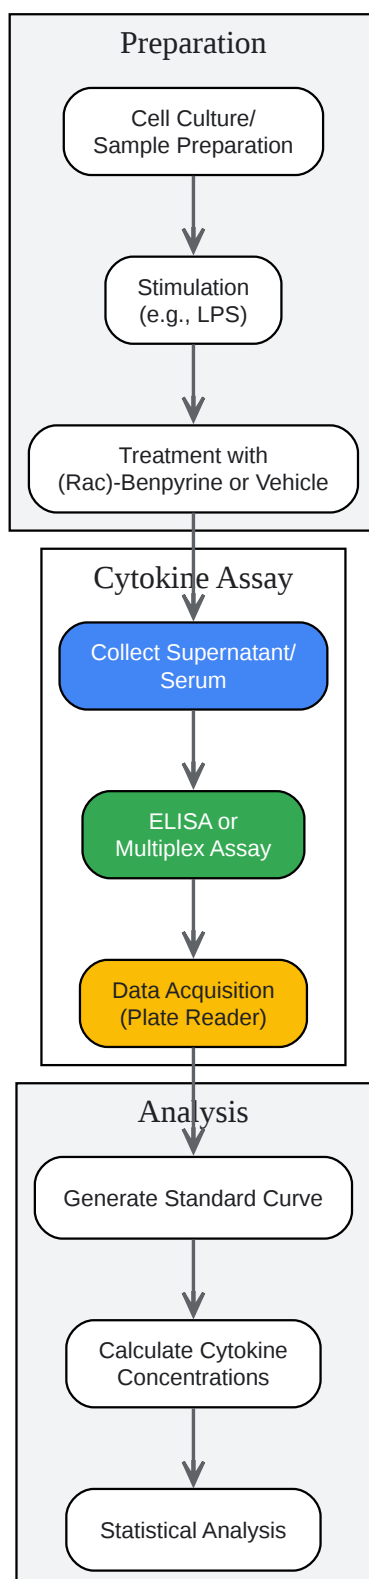 Preparation
Cell Culture/
Sample Preparation
Stimulation
(e.g., LPS)
Treatment with
(Rac)-Benpyrine or Vehicle
Cytokine Assay
Collect Supernatant/
Serum
ELISA or
Multiplex Assay
Data Acquisition
(Plate Reader)
Analysis
Generate Standard Curve
Calculate Cytokine
Concentrations
Statistical Analysis